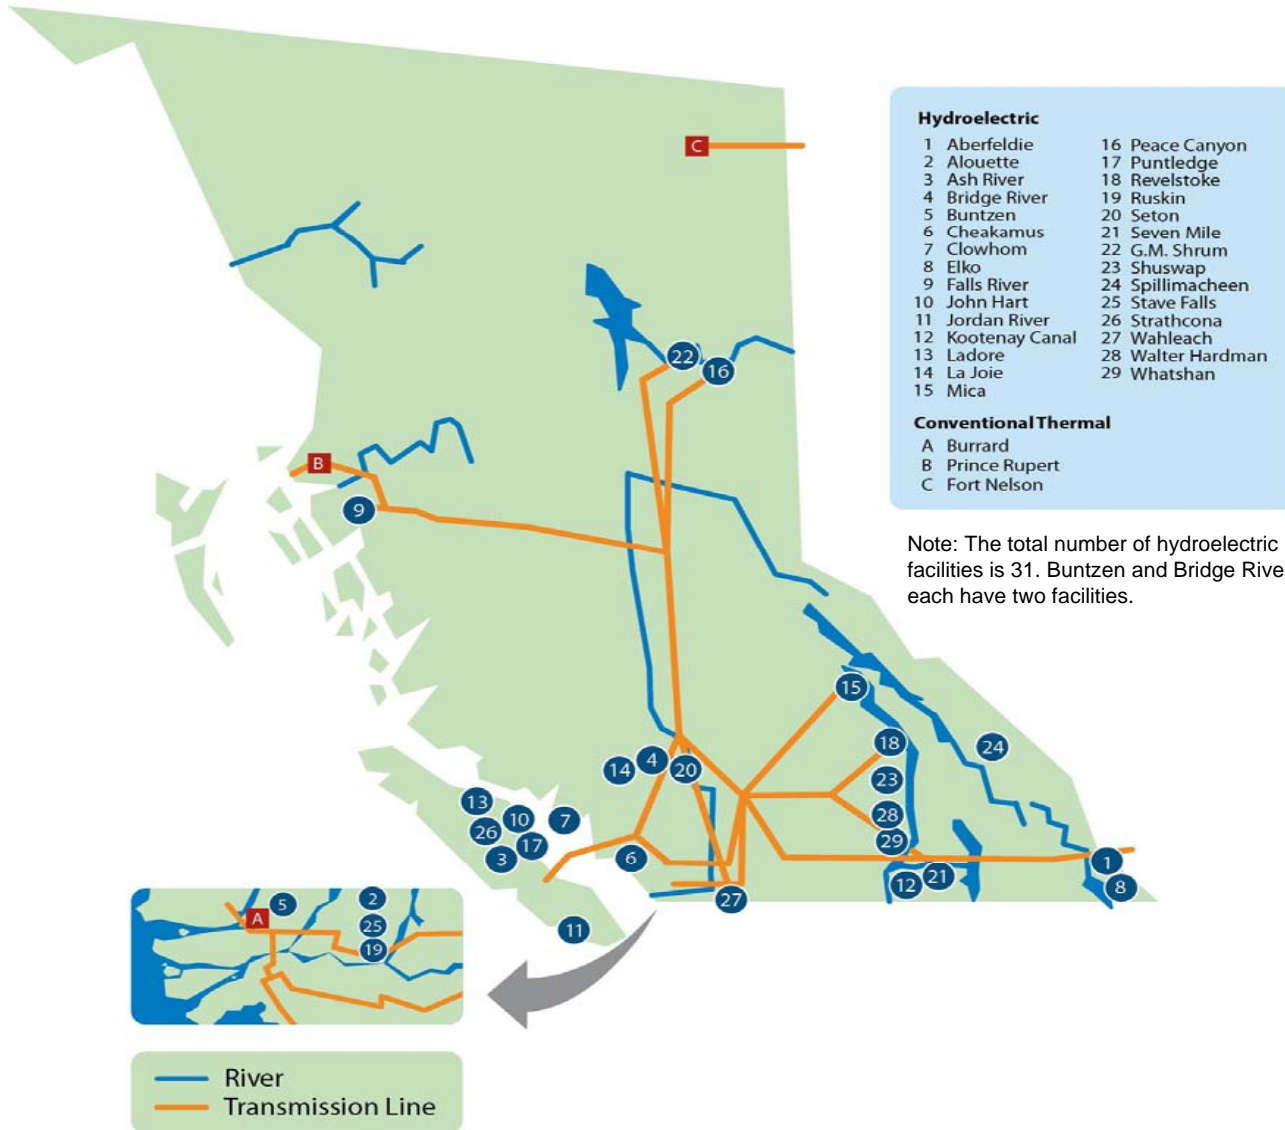 Hydroelectric
1 Aberfeldie
2 Alouette
3 Ash River
4 Bridge River
5 Buntzen
6 Cheakamus
7 Clowhom
8 Elko
9 Falls River
10 John Hart
11 Jordan River
12 Kootenay Canal
13 Ladore
14 La Joie
15 Mica
16 Peace Canyon
17 Puntledge
18 Revelstoke
19 Ruskin
20 Seton
21 Seven Mile
22 G.M. Shrum
23 Shuswap
24 Spillimacheen
25 Stave Falls
26 Strathcona
27 Wahleach
28 Walter Hardman
29 Whatshan
Conventional Thermal
A Burrard
B Prince Rupert
C Fort Nelson
Note: The total number of hydroelectric
facilities is 31. Buntzen and Bridge Rive
each have two facilities.
C
22
16
B
9
15
18
24
14
4
20
23
13
10
7
28
26
17
29
3
6
1
12
21
8
27
11
5
2
A
25
19
River
Transmission Line